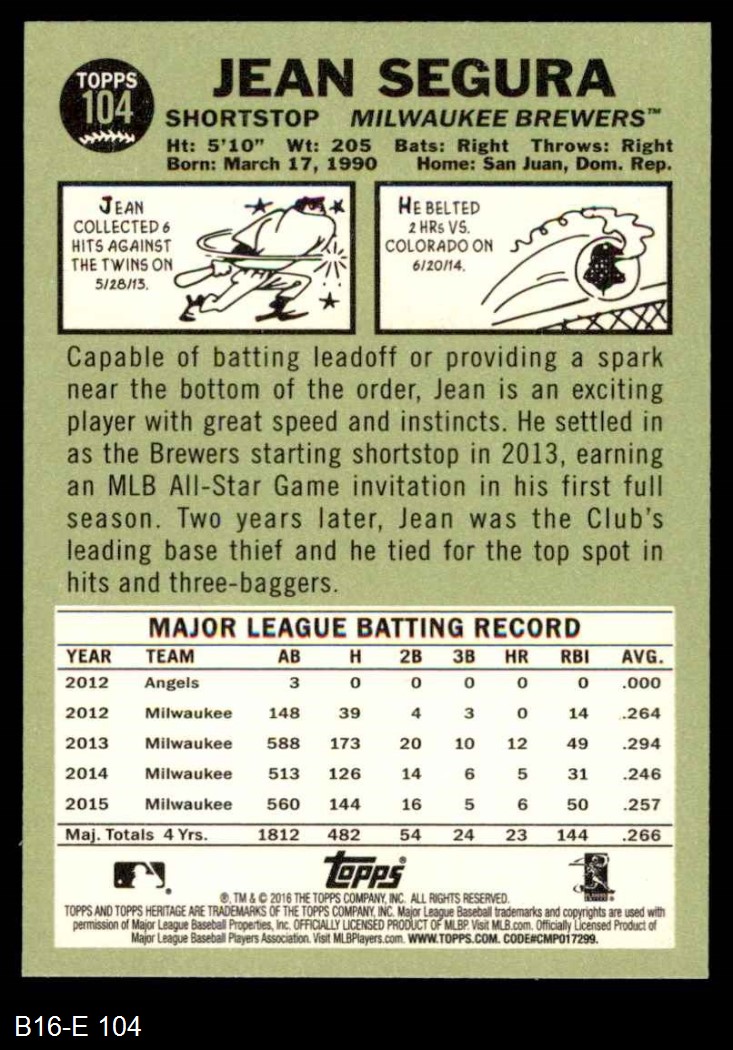 TOPPS
104
JEAN SEGURA
SHORTSTOP MILWAUKEE BREWERS™
Ht: 5'10" Wt: 205 Bats: Right Throws: Right
Born: March 17, 1990 Home: San Juan, Dom. Rep.
JEAN
COLLECTED 6
HITS AGAINST
THE TWINS ON
5/28/13.
HE BELTED
2 HRs VS.
COLORADO ON
6/20/14.
Capable of batting leadoff or providing a spark
near the bottom of the order, Jean is an exciting
player with great speed and instincts. He settled in
as the Brewers starting shortstop in 2013, earning
an MLB All-Star Game invitation in his first full
season. Two years later, Jean was the Club's
leading base thief and he tied for the top spot in
hits and three-baggers.
MAJOR LEAGUE BATTING RECORD
YEAR TEAM AB H 2B 3B HR RBI AVG.
2012 Angels 3 0 0 0 0 0 .000
2012 Milwaukee 148 39 4 3 0 14 .264
2013 Milwaukee 588 173 20 10 12 49 .294
2014 Milwaukee 513 126 14 6 5 31 .246
2015 Milwaukee 560 144 16 5 6 50 .257
Maj. Totals 4 Yrs. 1812 482 54 24 23 144 .266
topps®
®, TM & © 2016 THE TOPPS COMPANY, INC. ALL RIGHTS RESERVED.
TOPPS AND TOPPS HERITAGE ARE TRADEMARKS OF THE TOPPS COMPANY, INC. Major League Baseball trademarks and copyrights are used with
permission of Major League Baseball Properties, Inc. OFFICIALLY LICENSED PRODUCT OF MLBP. Visit MLB.com. Officially Licensed Product of
Major League Baseball Players Association. Visit MLBPlayers.com. WWW.TOPPS.COM. CODE#CMP017299.
B16-E 104